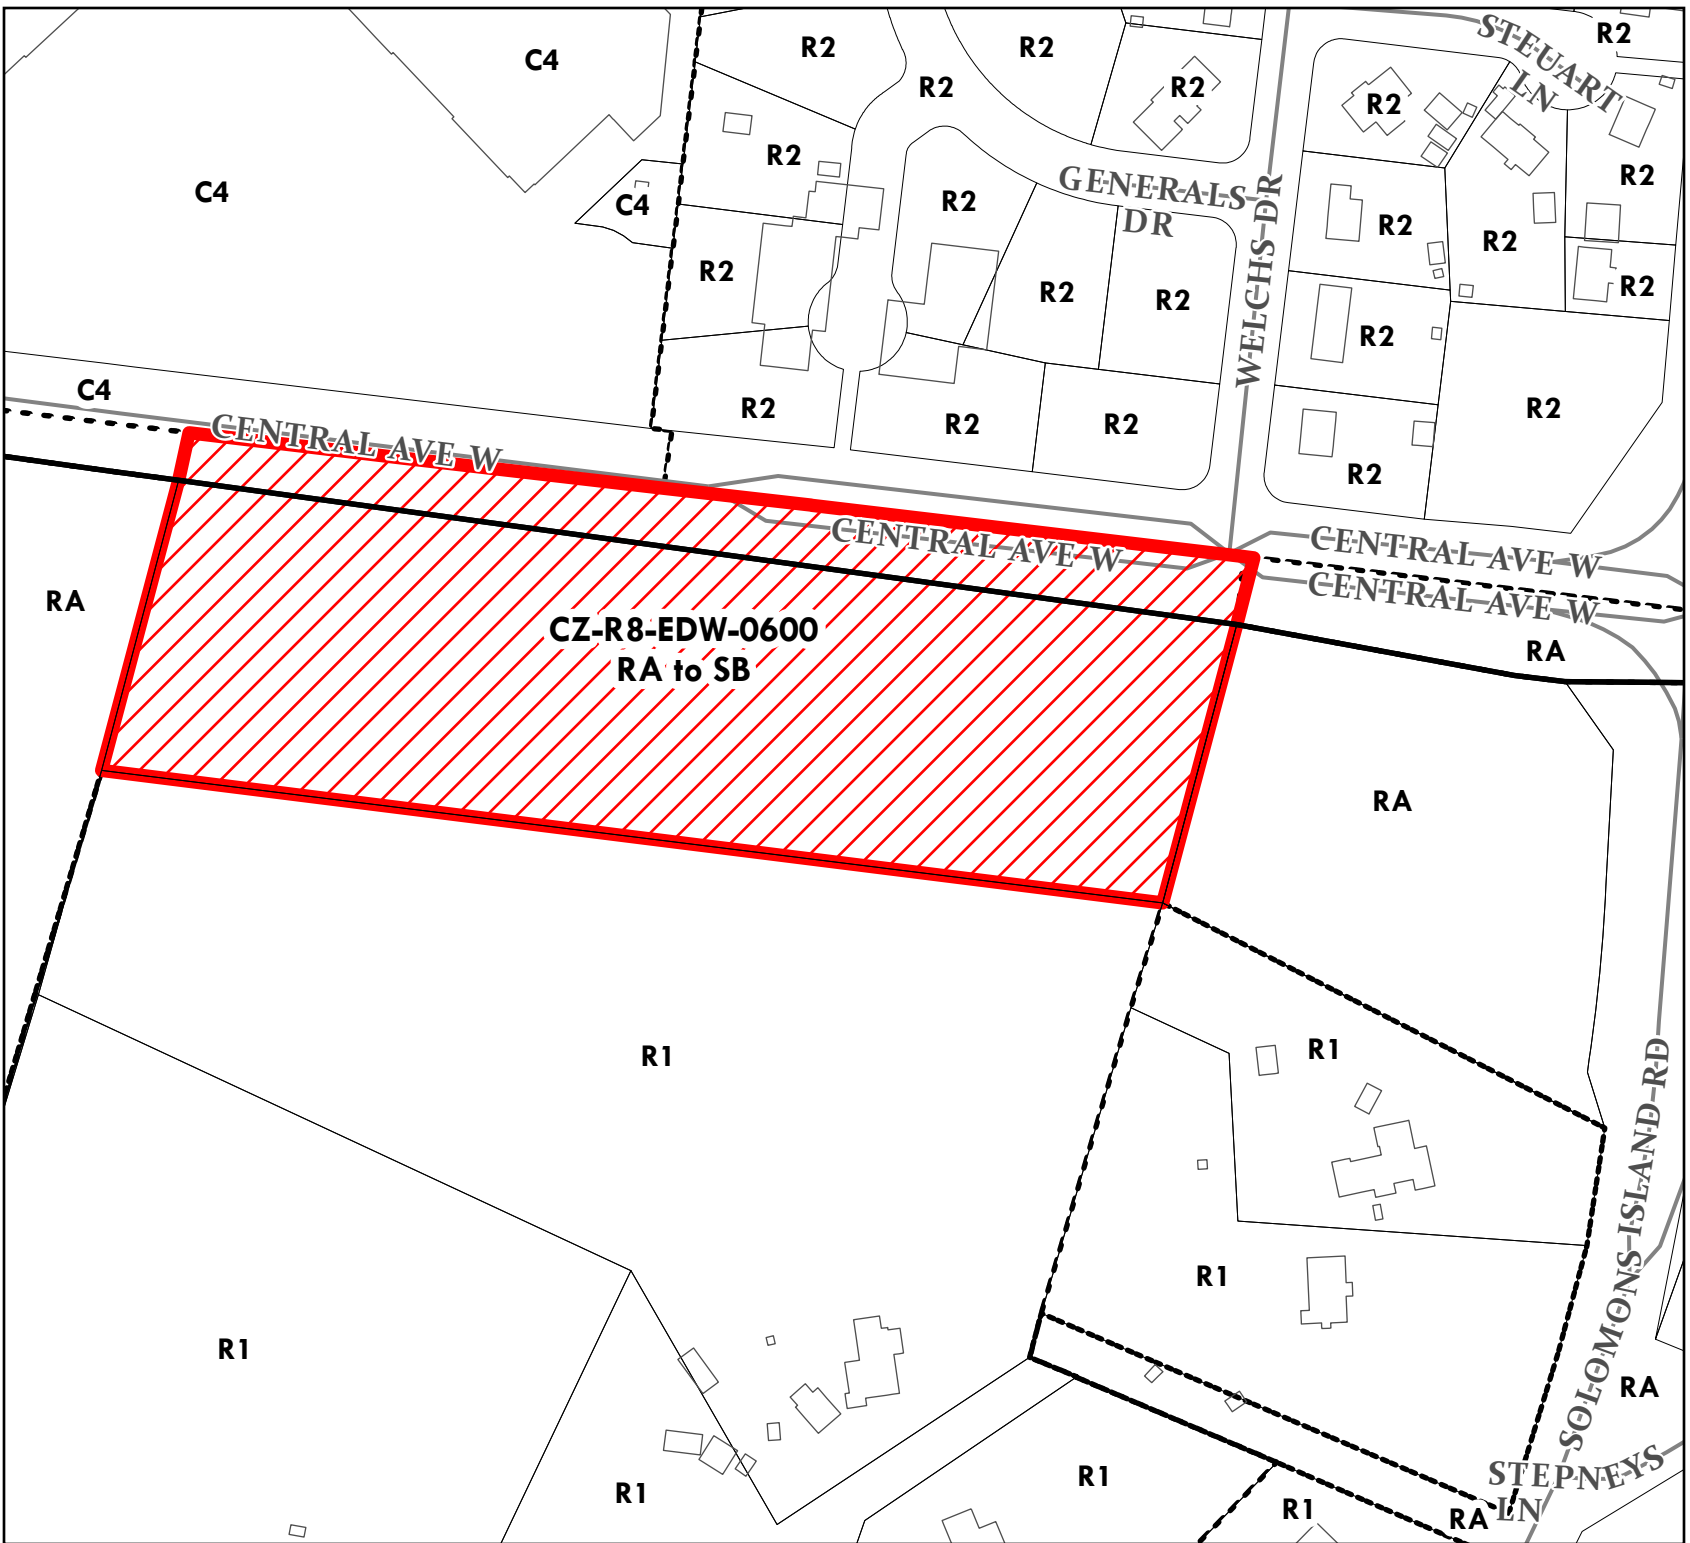 C4
R2
R2
STEUART
LN
R2
R2
R2
R2
C4
R2
R2
C4
R2
GENERALS
DR
WELCHS DR
R2
R2
R2
R2
R2
R2
R2
R2
R2
C4
R2
R2
R2
R2
R2
CENTRAL AVE W
CENTRAL AVE W
CENTRAL AVE W
CENTRAL AVE W
RA
CZ-R8-EDW-0600
RA to SB
RA
RA
R1
R1
R1
R1
SOLOMONS ISLAND RD
RA
STEPNEYS
LN
R1
R1
R1
RA